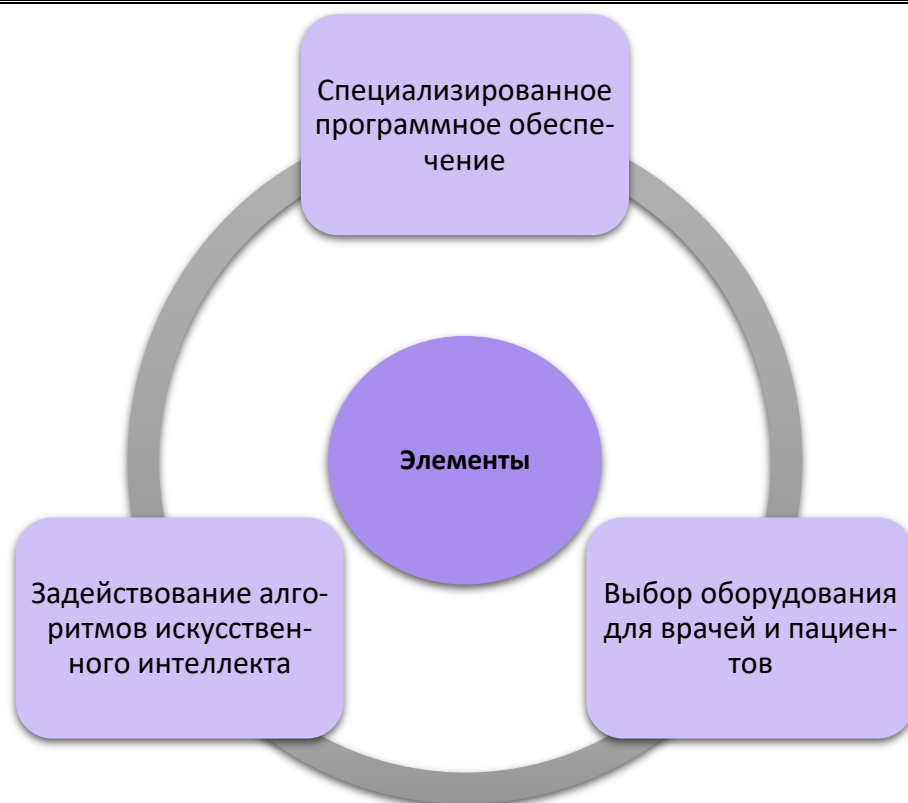 Специализированное
программное обеспе-
чение
Элементы
Задействование алго-
ритмов искусствен-
ного интеллекта
Выбор оборудования
для врачей и пациен-
тов